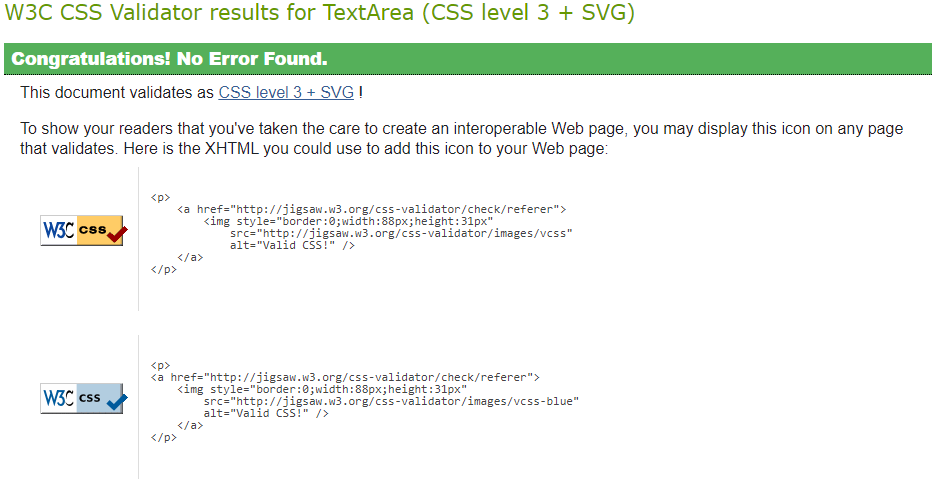 W3C CSS Validator results for TextArea (CSS level 3 + SVG)
Congratulations! No Error Found.
This document validates as CSS level 3 + SVG !
To show your readers that you've taken the care to create an interoperable Web page, you may display this icon on any page
that validates. Here is the XHTML you could use to add this icon to your Web page:
W3C css
<p>
<a href="http://jigsaw.w3.org/css-validator/check/referer">
<img style="border:0;width:88px;height:31px"
src="http://jigsaw.w3.org/css-validator/images/vcss"
alt="Valid CSS!" />
</a>
</p>
W3C css
<p>
<a href="http://jigsaw.w3.org/css-validator/check/referer">
<img style="border:0;width:88px;height:31px"
src="http://jigsaw.w3.org/css-validator/images/vcss-blue"
alt="Valid CSS!" />
</a>
</p>